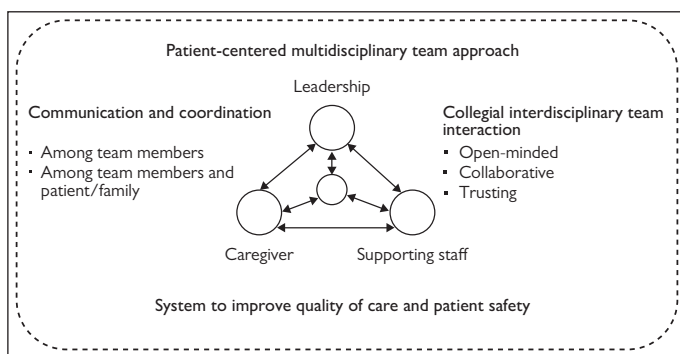 Patient-centered multidisciplinary team approach
Leadership
Communication and coordination
▪ Among team members
▪ Among team members and
patient/family
Collegial interdisciplinary team
interaction
▪ Open-minded
▪ Collaborative
▪ Trusting
Caregiver
Supporting staff
System to improve quality of care and patient safety